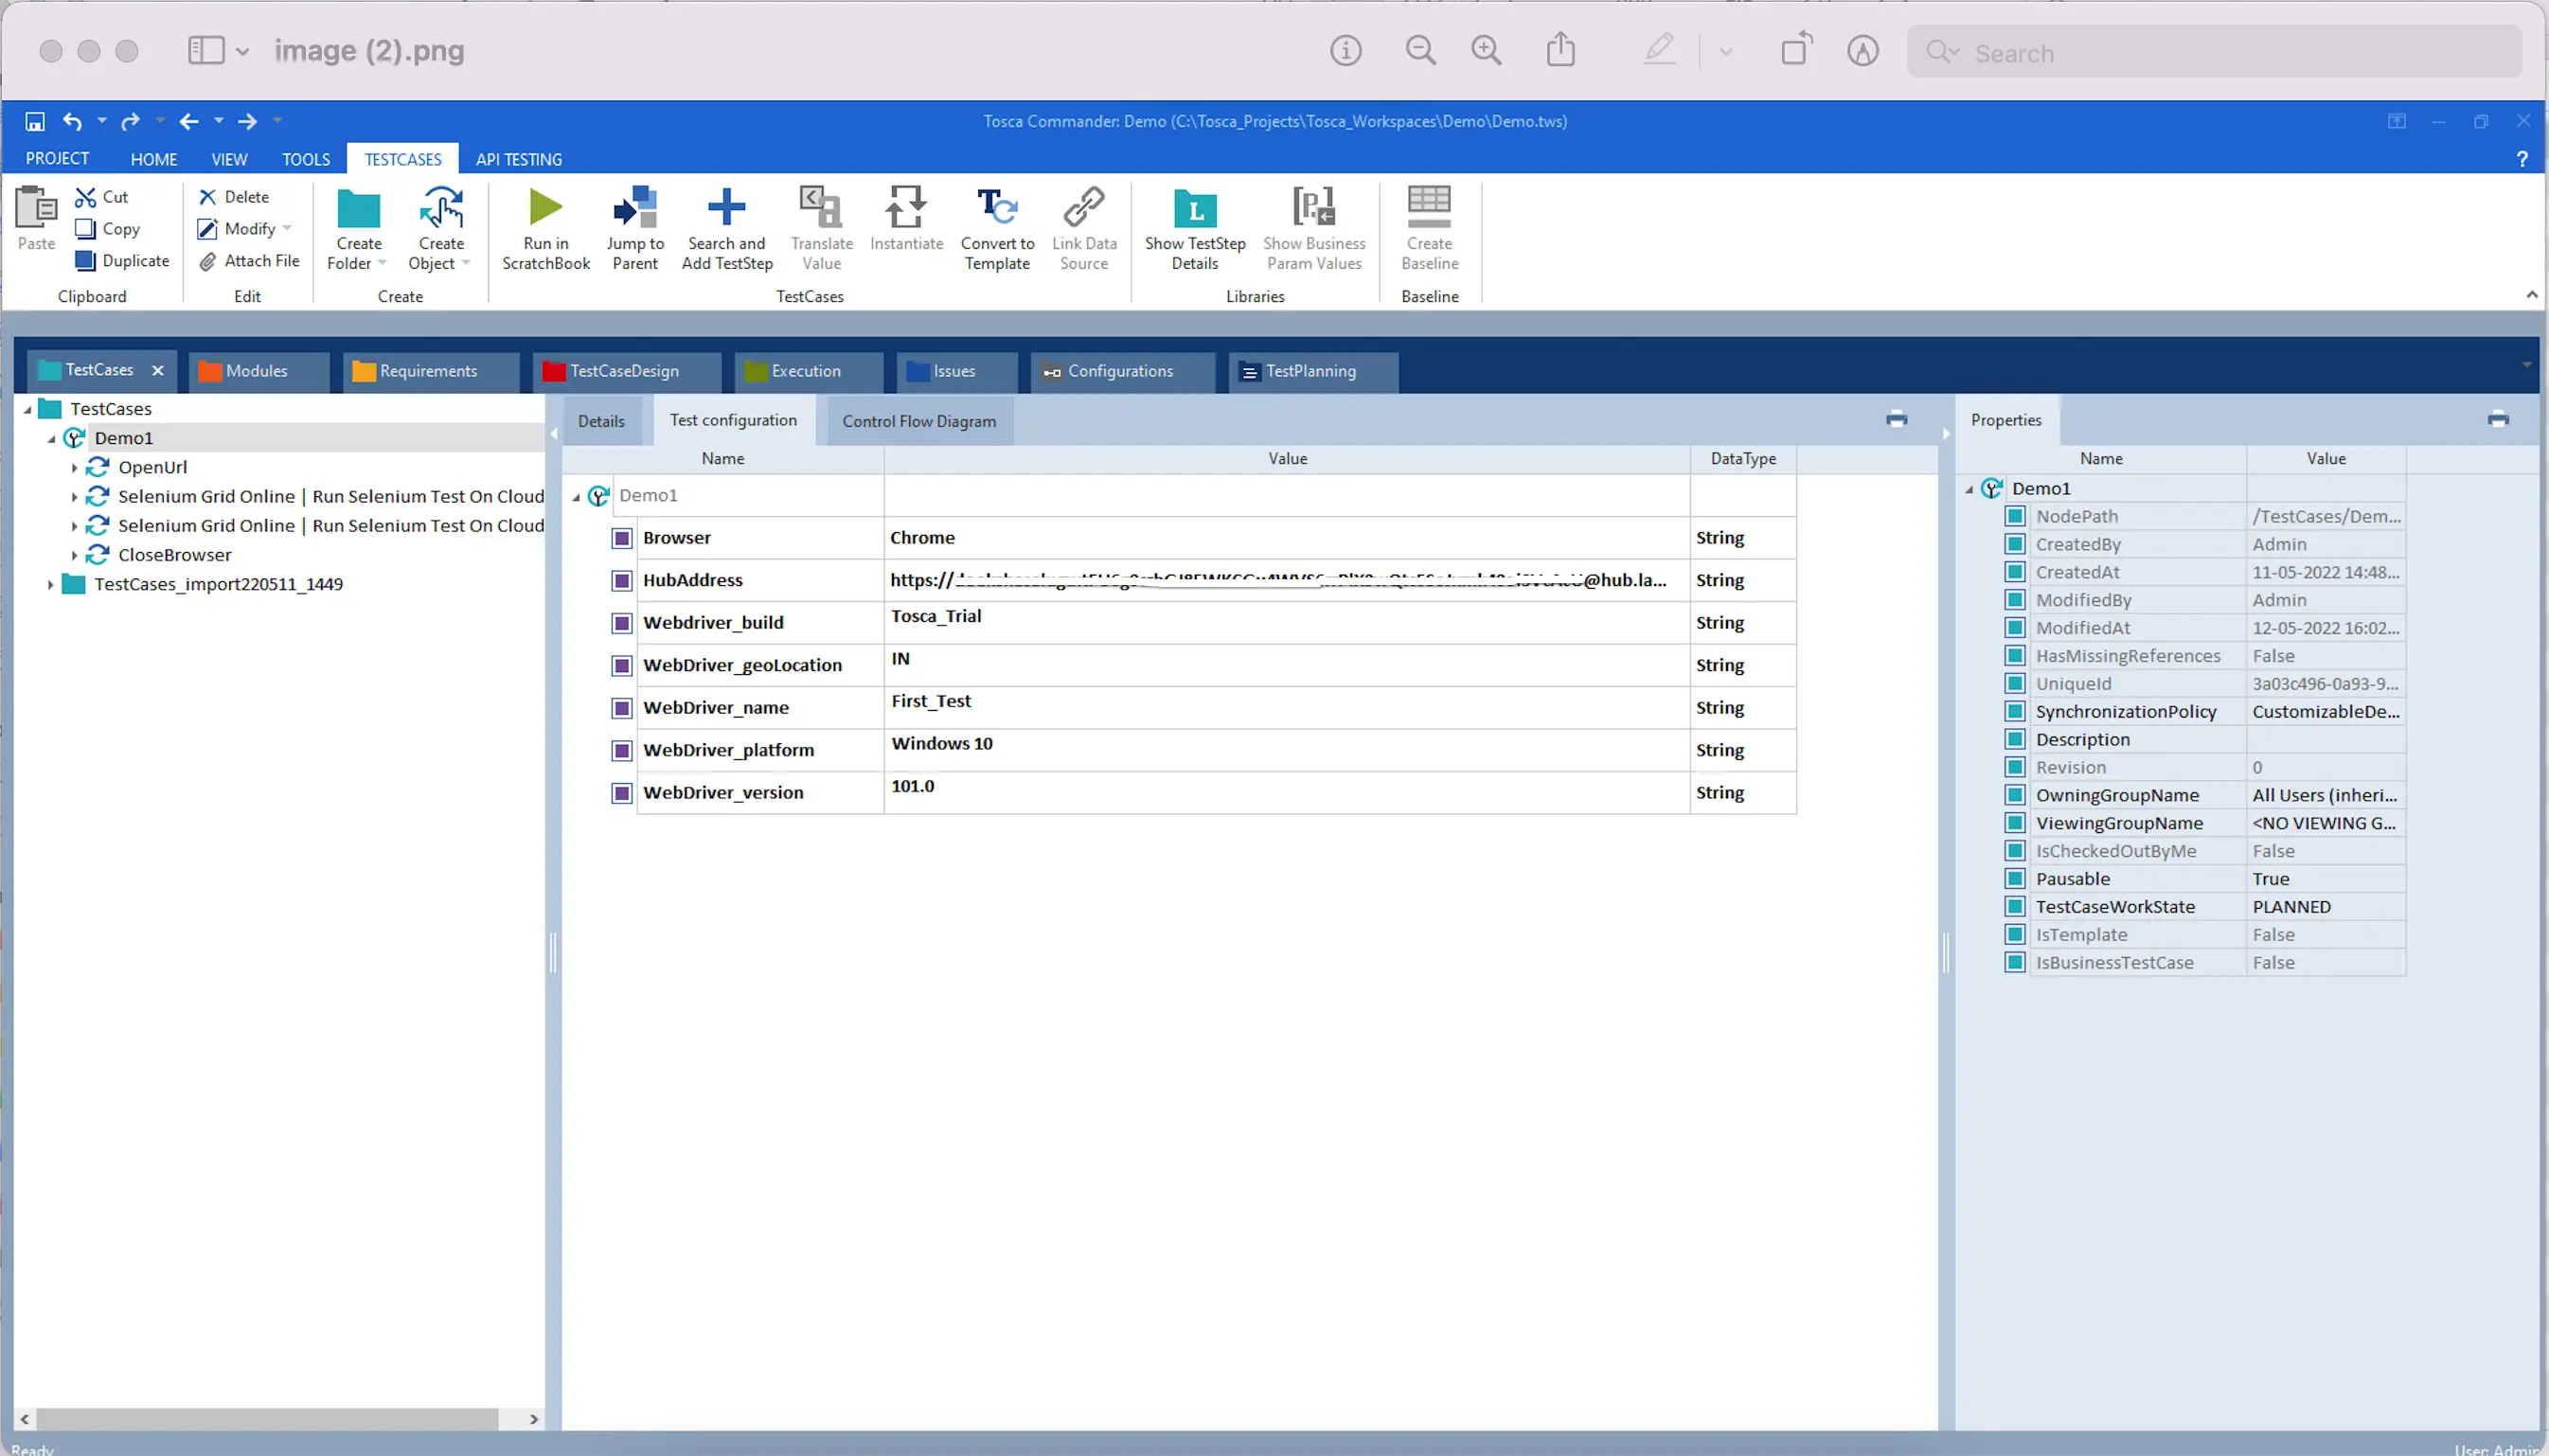 image (2).png
Search
Tosca Commander: Demo (C:\Tosca_Projects\Tosca_Workspaces\Demo\Demo.tws)
PROJECT HOME VIEW TOOLS TESTCASES API TESTING ?
Paste Cut Copy Duplicate
Clipboard
Delete Modify Attach File
Edit
Create Folder Create Object
Create
Run in ScratchBook Jump to Parent Search and Add TestStep Translate Value Instantiate Convert to Template Link Data Source
TestCases
Show TestStep Details Show Business Param Values
Libraries
Create Baseline
Baseline
TestCases Modules Requirements TestCaseDesign Execution Issues Configurations TestPlanning
TestCases
Demo1
OpenUrl
Selenium Grid Online | Run Selenium Test On Cloud
Selenium Grid Online | Run Selenium Test On Cloud
CloseBrowser
TestCases_import220511_1449
Details Test configuration Control Flow Diagram
Name Value DataType
Demo1
Browser Chrome String
HubAddress https:// @hub.la... String
Webdriver_build Tosca_Trial String
WebDriver_geoLocation IN String
WebDriver_name First_Test String
WebDriver_platform Windows 10 String
WebDriver_version 101.0 String
Properties
Name Value
Demo1
NodePath /TestCases/Dem...
CreatedBy Admin
CreatedAt 11-05-2022 14:48...
ModifiedBy Admin
ModifiedAt 12-05-2022 16:02...
HasMissingReferences False
UniqueId 3a03c496-0a93-9...
SynchronizationPolicy CustomizableDe...
Description
Revision 0
OwningGroupName All Users (inheri...
ViewingGroupName <NO VIEWING G...
IsCheckedOutByMe False
Pausable True
TestCaseWorkState PLANNED
IsTemplate False
IsBusinessTestCase False
Ready
User: Admin